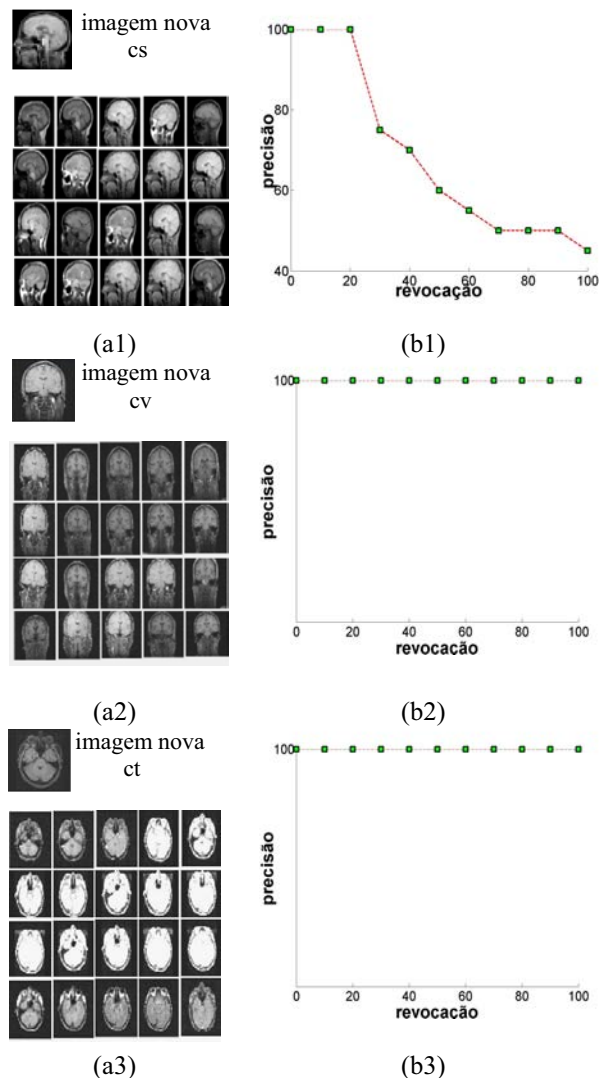 imagem nova
cs
100
80
60
40
precisão
0
20
40
60
80
100
revocação
(a1)
(b1)
imagem nova
cv
100
precisão
0
20
40
60
80
100
revocação
(a2)
(b2)
imagem nova
ct
100
precisão
0
20
40
60
80
100
revocação
(a3)
(b3)